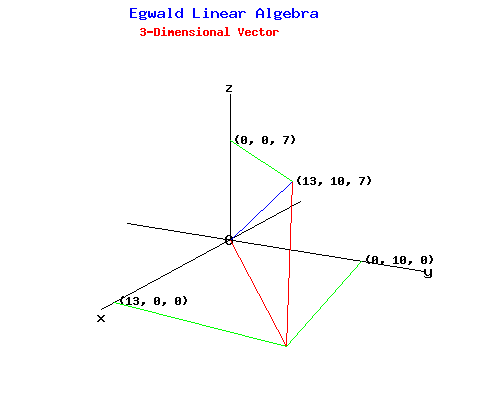 Egwald Linear Algebra
3-Dimensional Vector
z
(0, 0, 7)
(13, 10, 7)
0
(0, 10, 0)
y
(13, 0, 0)
x